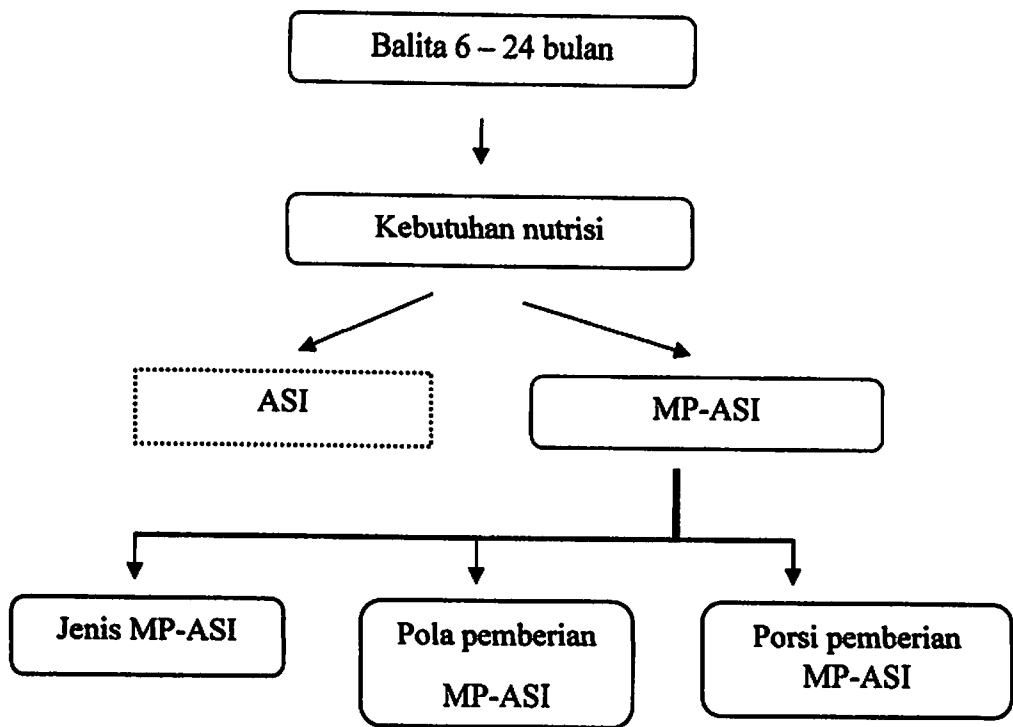 Balita 6 – 24 bulan
Kebutuhan nutrisi
ASI
MP-ASI
Jenis MP-ASI
Pola pemberian
MP-ASI
Porsi pemberian
MP-ASI